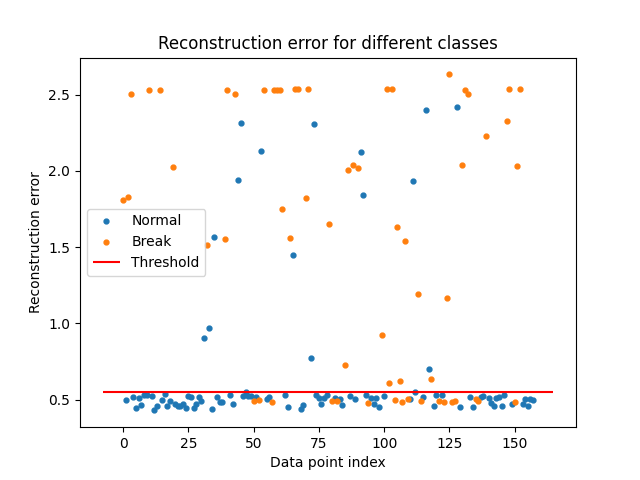 Reconstruction error for different classes
Reconstruction error
2.5
2.0
1.5
1.0
0.5
Normal
Break
Threshold
0 25 50 75 100 125 150
Data point index